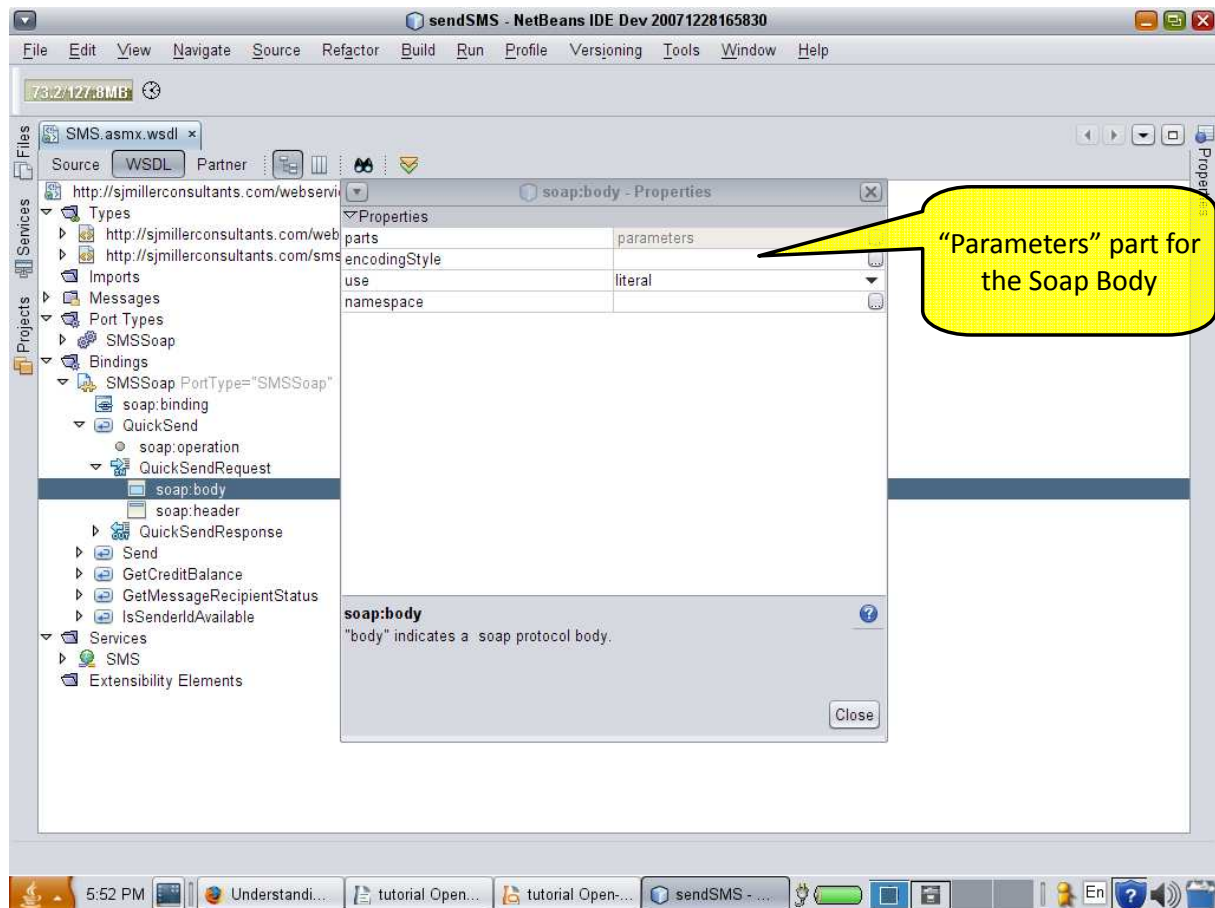 sendSMS - NetBeans IDE Dev 20071228165830
File Edit View Navigate Source Refactor Build Run Profile Versioning Tools Window Help
73.2/127.8MB
Files
Services
Projects
SMS.asmx.wsdl ×
Source WSDL Partner
http://sjmillerconsultants.com/webservi
Types
http://sjmillerconsultants.com/web
http://sjmillerconsultants.com/sms
Imports
Messages
Port Types
SMSSoap
Bindings
SMSSoap PortType="SMSSoap"
soap:binding
QuickSend
soap:operation
QuickSendRequest
soap:body
soap:header
QuickSendResponse
Send
GetCreditBalance
GetMessageRecipientStatus
IsSenderIdAvailable
Services
SMS
Extensibility Elements
soap:body - Properties
Properties
parts parameters
encodingStyle
use literal
namespace
soap:body
"body" indicates a soap protocol body.
Close
“Parameters” part for
the Soap Body
Properties
5:52 PM Understandi... tutorial Open... tutorial Open-... sendSMS - ... En